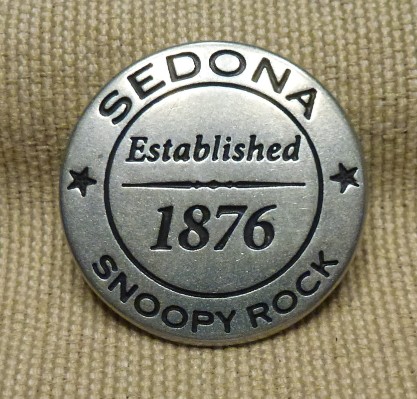 SEDONA
Established
1876
SNOOPY ROCK